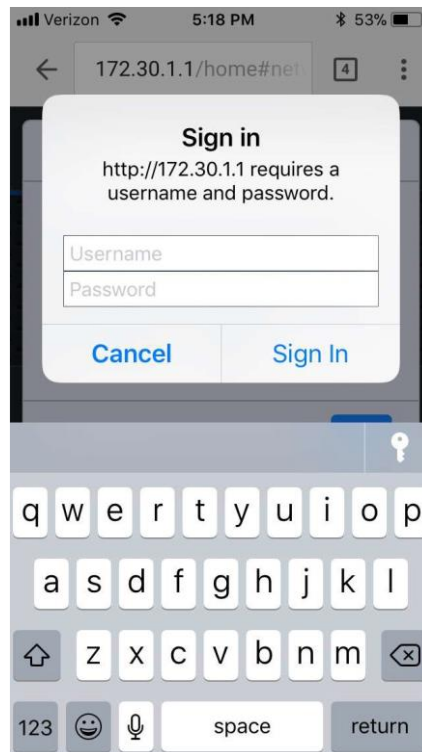 Verizon 5:18 PM 53%
172.30.1.1/home#net 4
Sign in
http://172.30.1.1 requires a
username and password.
Username
Password
Cancel Sign In
q w e r t y u i o p
a s d f g h j k l
z x c v b n m
123 space return